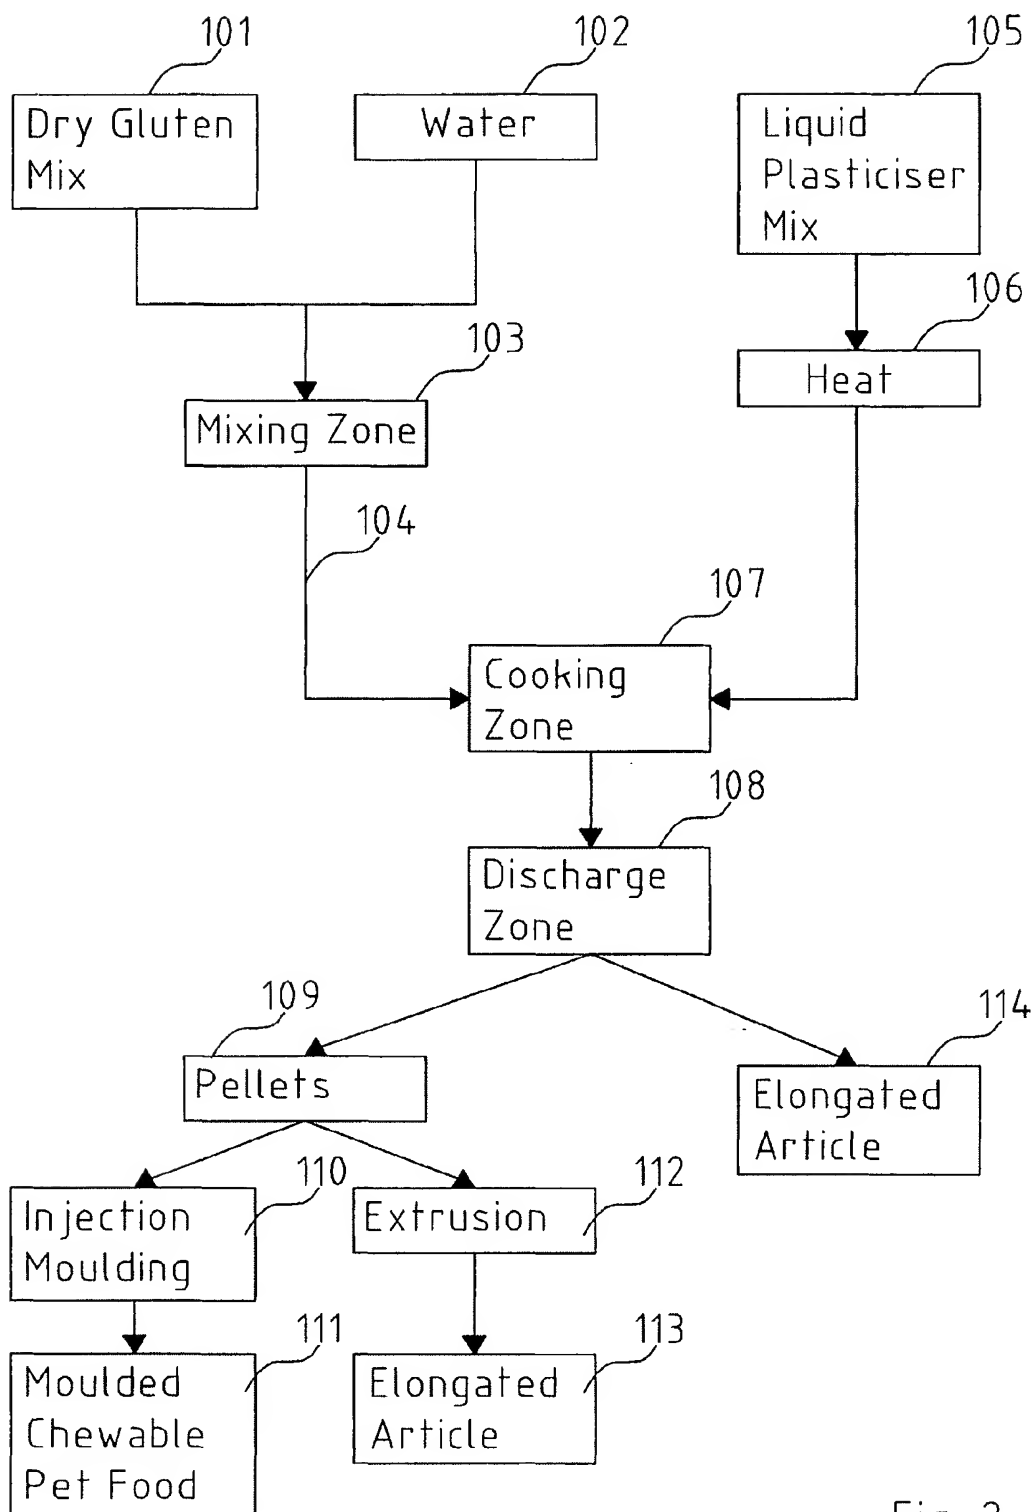 101
102
105
Dry Gluten
Mix
Water
Liquid
Plasticiser
Mix
103
106
Mixing Zone
Heat
104
107
Cooking
Zone
108
Discharge
Zone
109
114
Pellets
Elongated
Article
110
112
Injection
Moulding
Extrusion
111
113
Moulded
Chewable
Pet Food
Elongated
Article